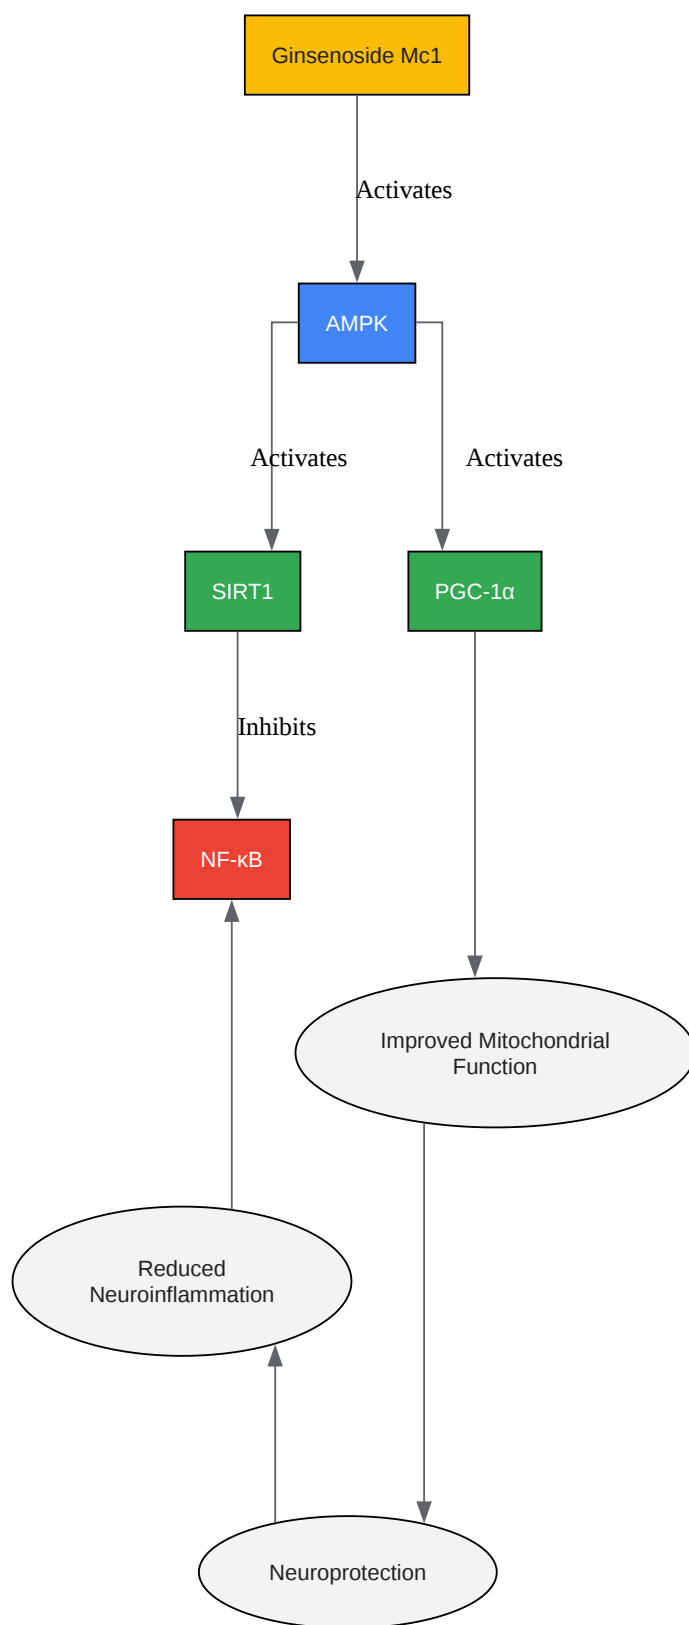 Ginsenoside Mc1
Activates
AMPK
Activates
Activates
SIRT1
PGC-1α
Inhibits
NF-κB
Improved Mitochondrial
Function
Reduced
Neuroinflammation
Neuroprotection